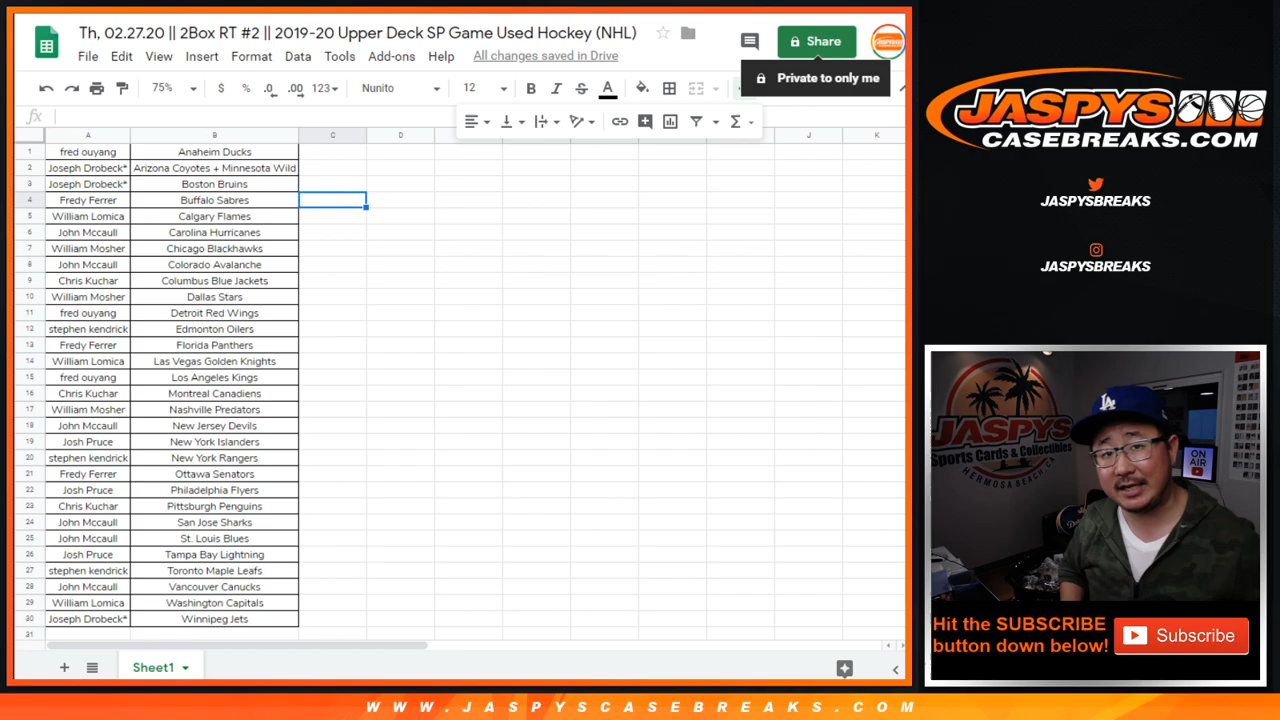 Th, 02.27.20 || 2Box RT #2 || 2019-20 Upper Deck SP Game Used Hockey (NHL)
File Edit View Insert Format Data Tools Add-ons Help All changes saved in Drive
Share
Private to only me
75% $ % .0 .00 123 Nunito 12 B I S A
fx
A B C D J K
1 fred ouyang Anaheim Ducks
2 Joseph Drobeck* Arizona Coyotes + Minnesota Wild
3 Joseph Drobeck* Boston Bruins
4 Fredy Ferrer Buffalo Sabres
5 William Lomica Calgary Flames
6 John Mccaull Carolina Hurricanes
7 William Mosher Chicago Blackhawks
8 John Mccaull Colorado Avalanche
9 Chris Kuchar Columbus Blue Jackets
10 William Mosher Dallas Stars
11 fred ouyang Detroit Red Wings
12 stephen kendrick Edmonton Oilers
13 Fredy Ferrer Florida Panthers
14 William Lomica Las Vegas Golden Knights
15 fred ouyang Los Angeles Kings
16 Chris Kuchar Montreal Canadiens
17 William Mosher Nashville Predators
18 John Mccaull New Jersey Devils
19 Josh Pruce New York Islanders
20 stephen kendrick New York Rangers
21 Fredy Ferrer Ottawa Senators
22 Josh Pruce Philadelphia Flyers
23 Chris Kuchar Pittsburgh Penguins
24 John Mccaull San Jose Sharks
25 John Mccaull St. Louis Blues
26 Josh Pruce Tampa Bay Lightning
27 stephen kendrick Toronto Maple Leafs
28 John Mccaull Vancouver Canucks
29 William Lomica Washington Capitals
30 Joseph Drobeck* Winnipeg Jets
31
Sheet1
JASPYS
CASEBREAKS.COM
JASPYSBREAKS
JASPYSBREAKS
JASPYS
Sports Cards & Collectibles
HERMOSA BEACH CA
LA
ON
AIR
Hit the SUBSCRIBE
button down below!
Subscribe
WWW.JASPYSCASEBREAKS.COM